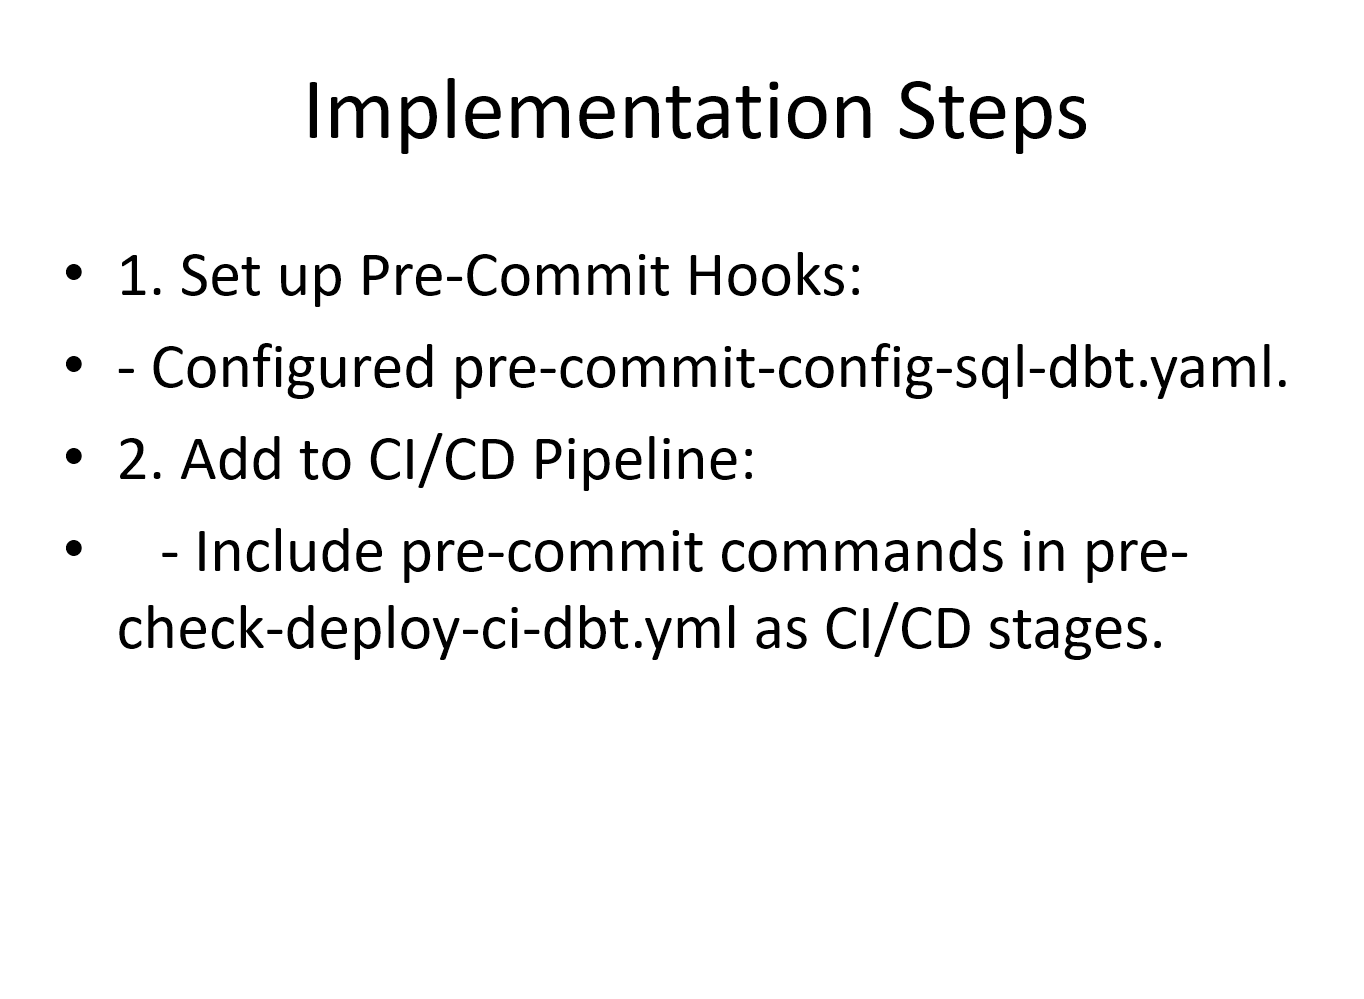 Implementation Steps
• 1. Set up Pre-Commit Hooks:
• - Configured pre-commit-config-sql-dbt.yaml.
• 2. Add to CI/CD Pipeline:
• - Include pre-commit commands in pre-
check-deploy-ci-dbt.yml as CI/CD stages.